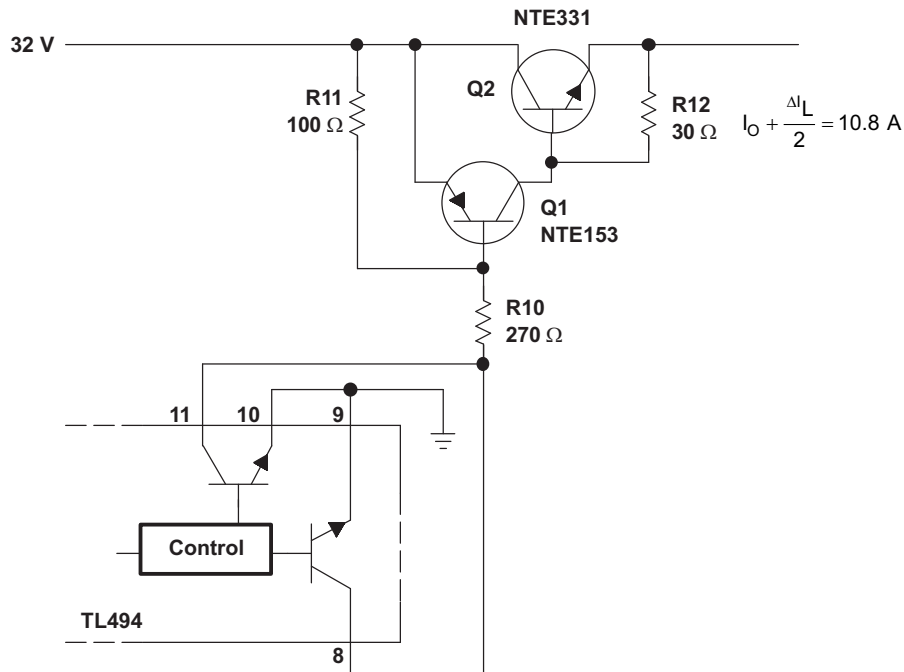 NTE331
32 V
Q2
R11
100 Ω
R12
30 Ω
I_O + ΔI_L/2 = 10.8 A
Q1
NTE153
R10
270 Ω
11
10
9
Control
TL494
8